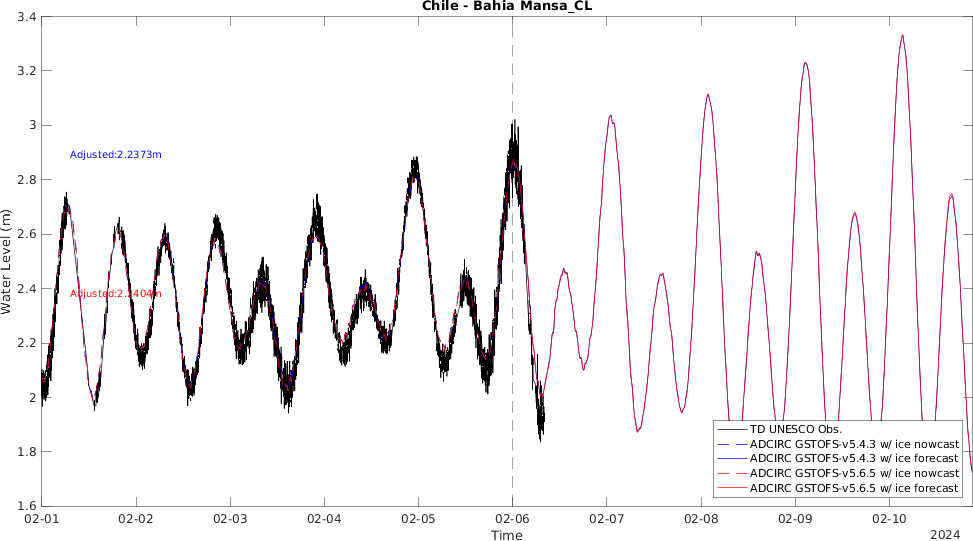 Chile - Bahia Mansa_CL
3.4
3.2
3
2.8
2.6
2.4
2.2
2
1.8
1.6
Water Level (m)
Adjusted:2.2373m
Adjusted:2.2404m
TD UNESCO Obs.
ADCIRC GSTOFS-v5.4.3 w/ ice nowcast
ADCIRC GSTOFS-v5.4.3 w/ ice forecast
ADCIRC GSTOFS-v5.6.5 w/ ice nowcast
ADCIRC GSTOFS-v5.6.5 w/ ice forecast
02-01 02-02 02-03 02-04 02-05 02-06 02-07 02-08 02-09 02-10
Time
2024